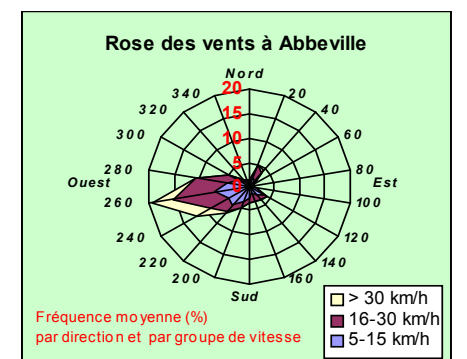 Rose des vents à Abbeville
Nord
20
40
60
80
Est
100
120
140
160
Sud
200
220
240
260
Ouest
280
300
320
340
20
15
10
5
0
> 30 km/h
16-30 km/h
5-15 km/h
Fréquence moyenne (%)
par direction et par groupe de vitesse